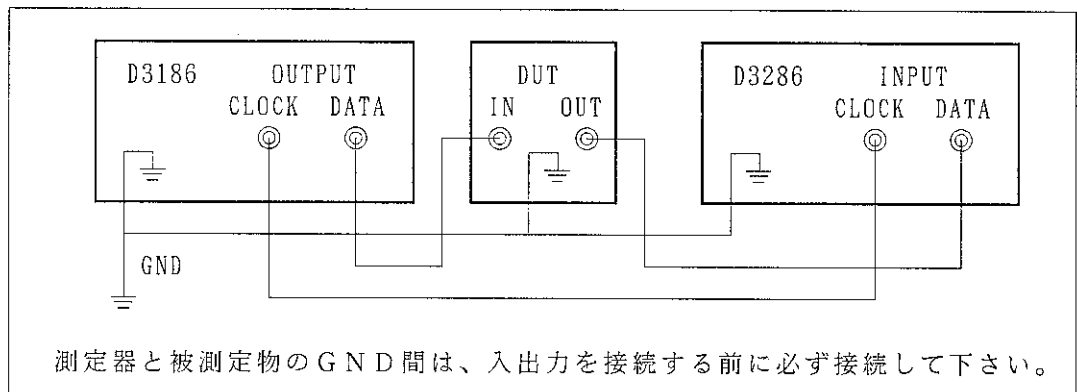 D3186 OUTPUT
CLOCK DATA
DUT
IN OUT
D3286 INPUT
CLOCK DATA
GND
測定器と被測定物のGND間は、入出力を接続する前に必ず接続して下さい。